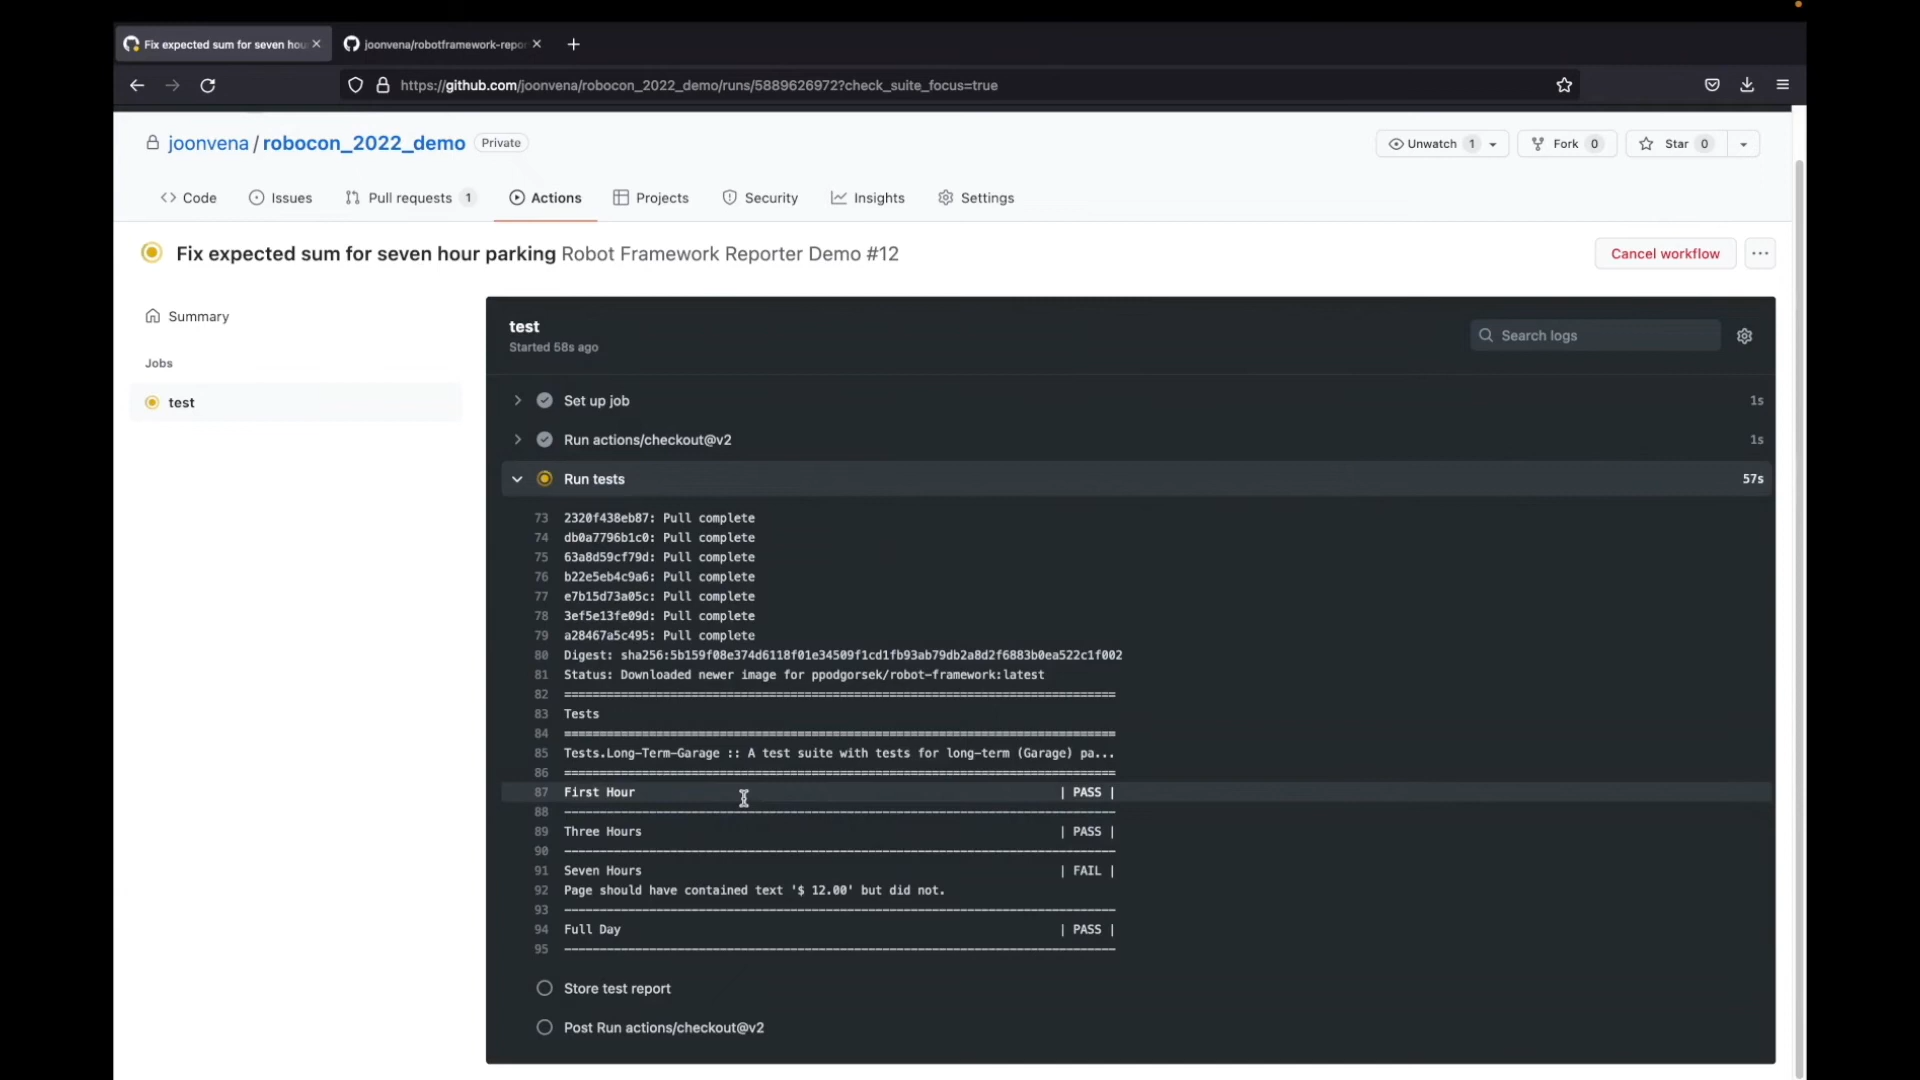 Fix expected sum for seven hou
joonvena/robotframework-repo
https://github.com/joonvena/robocon_2022_demo/runs/5889626972?check_suite_focus=true
joonvena / robocon_2022_demo Private
Unwatch 1 Fork 0 Star 0
Code Issues Pull requests 1 Actions Projects Security Insights Settings
Fix expected sum for seven hour parking Robot Framework Reporter Demo #12
Cancel workflow ...
Summary
Jobs
test
test
Started 58s ago
Search logs
Set up job 1s
Run actions/checkout@v2 1s
Run tests 57s
73 2320f438eb87: Pull complete
74 db0a7796b1c0: Pull complete
75 63a8d59cf79d: Pull complete
76 b22e5eb4c9a6: Pull complete
77 e7b15d73a05c: Pull complete
78 3ef5e13fe09d: Pull complete
79 a28467a5c495: Pull complete
80 Digest: sha256:5b159f08e374d6118f01e34509f1cd1fb93ab79db2a8d2f6883b0ea522c1f002
81 Status: Downloaded newer image for ppodgorsek/robot-framework:latest
82 ==============================================================================
83 Tests
84 ==============================================================================
85 Tests.Long-Term-Garage :: A test suite with tests for long-term (Garage) pa...
86 ==============================================================================
87 First Hour | PASS |
88 ------------------------------------------------------------------------------
89 Three Hours | PASS |
90 ------------------------------------------------------------------------------
91 Seven Hours | FAIL |
92 Page should have contained text '$ 12.00' but did not.
93 ------------------------------------------------------------------------------
94 Full Day | PASS |
95 ------------------------------------------------------------------------------
Store test report
Post Run actions/checkout@v2